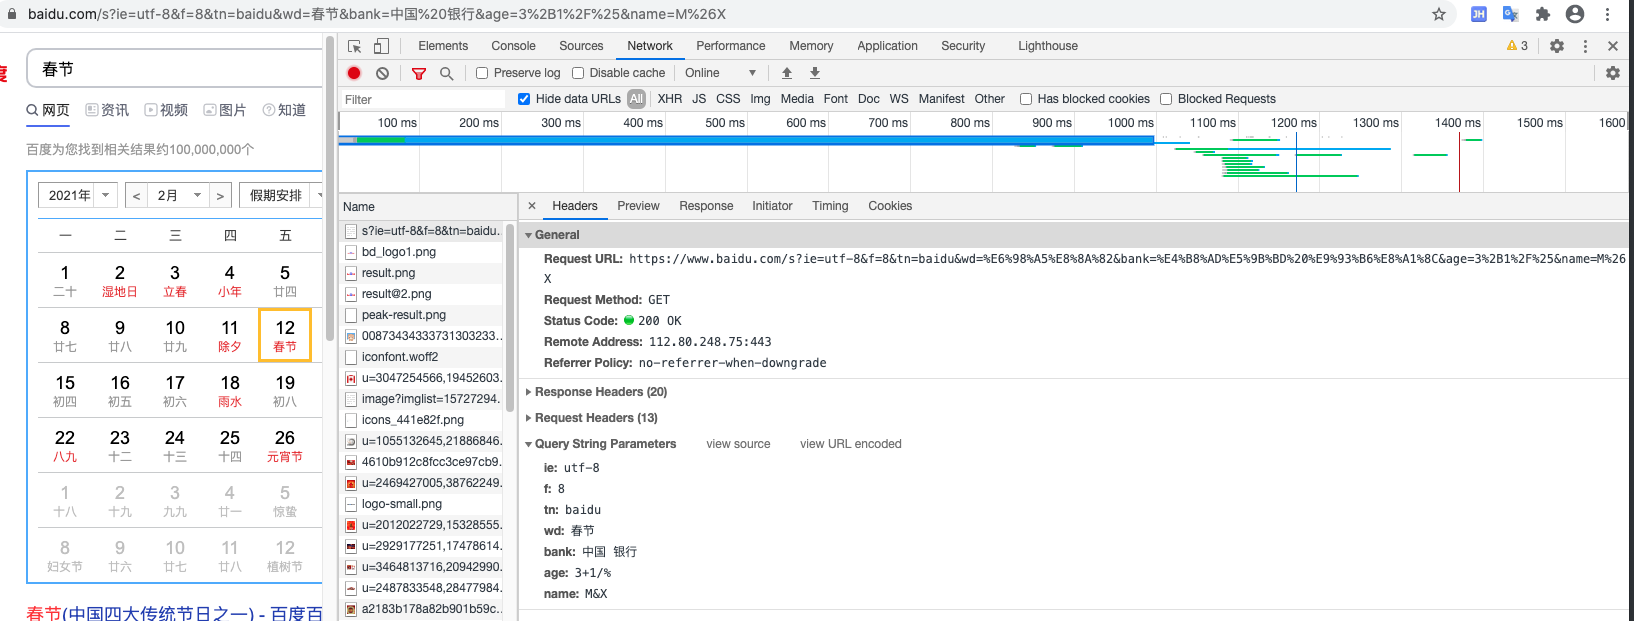 baidu.com/s?ie=utf-8&f=8&tn=baidu&wd=春节&bank=中国%20银行&age=3%2B1%2F%25&name=M%26X
度
春节
网页 资讯 视频 图片 知道
百度为您找到相关结果约100,000,000个
2021年 < 2月 > 假期安排
一 二 三 四 五
1 2 3 4 5
二十 湿地日 立春 小年 廿四
8 9 10 11 12
廿七 廿八 廿九 除夕 春节
15 16 17 18 19
初四 初五 初六 雨水 初八
22 23 24 25 26
八九 十二 十三 十四 元宵节
1 2 3 4 5
十八 十九 九九 廿一 惊蛰
8 9 10 11 12
妇女节 廿六 廿七 廿八 植树节
春节(中国四大传统节日之一) - 百度百
Elements Console Sources Network Performance Memory Application Security Lighthouse 3
Preserve log Disable cache Online
Filter Hide data URLs All XHR JS CSS Img Media Font Doc WS Manifest Other Has blocked cookies Blocked Requests
100 ms 200 ms 300 ms 400 ms 500 ms 600 ms 700 ms 800 ms 900 ms 1000 ms 1100 ms 1200 ms 1300 ms 1400 ms 1500 ms 1600
Name
s?ie=utf-8&f=8&tn=baidu..
bd_logo1.png
result.png
result@2.png
peak-result.png
00873434333731303233..
iconfont.woff2
u=3047254566,19452603.
image?imglist=15727294.
icons_441e82f.png
u=1055132645,21886846.
4610b912c8fcc3ce97cb9.
u=2469427005,38762249.
logo-small.png
u=2012022729,15328555.
u=2929177251,17478614.
u=3464813716,20942990.
u=2487833548,28477984.
a2183b178a82b901b59c..
× Headers Preview Response Initiator Timing Cookies
General
Request URL: https://www.baidu.com/s?ie=utf-8&f=8&tn=baidu&wd=%E6%98%A5%E8%8A%82&bank=%E4%B8%AD%E5%9B%BD%20%E9%93%B6%E8%A1%8C&age=3%2B1%2F%25&name=M%26
X
Request Method: GET
Status Code: 200 OK
Remote Address: 112.80.248.75:443
Referrer Policy: no-referrer-when-downgrade
Response Headers (20)
Request Headers (13)
Query String Parameters view source view URL encoded
ie: utf-8
f: 8
tn: baidu
wd: 春节
bank: 中国 银行
age: 3+1/%
name: M&X